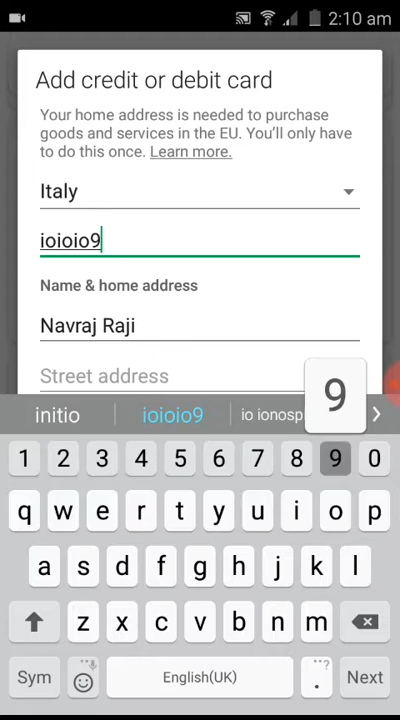 2:10 am
Add credit or debit card
Your home address is needed to purchase
goods and services in the EU. You'll only have
to do this once. Learn more.
Italy
ioioio9
Name & home address
Navraj Raji
Street address
9
initio ioioio9 io ionosp
1 2 3 4 5 6 7 8 9 0
q w e r t y u i o p
a s d f g h j k l
z x c v b n m
Sym English(UK) . ? Next